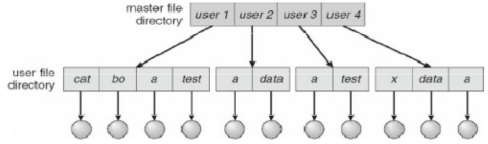 master file
directory
user 1 user 2 user 3 user 4
user file
directory
cat bo a test a data a test x data a